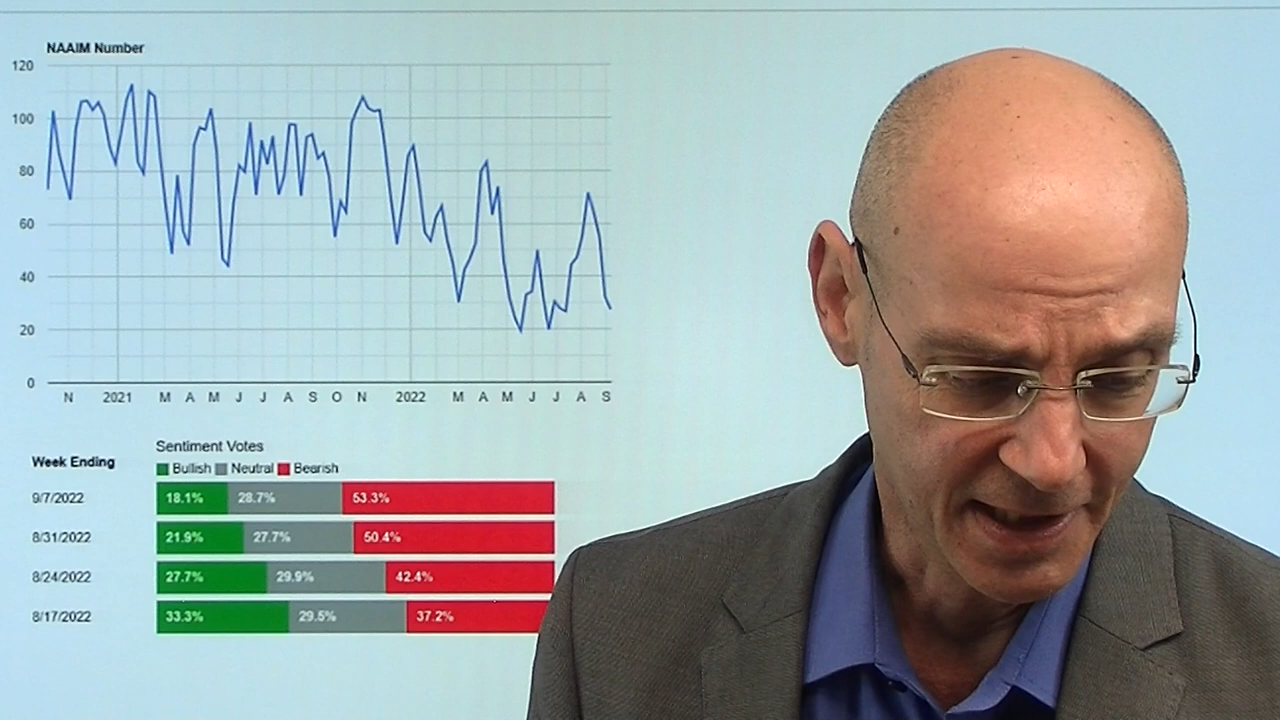 NAAIM Number
120
100
80
60
40
20
0
N 2021 M A M J J A S O N 2022 M A M J J A S
Sentiment Votes
Week Ending
Bullish Neutral Bearish
9/7/2022 18.1% 28.7% 53.3%
8/31/2022 21.9% 27.7% 50.4%
8/24/2022 27.7% 29.9% 42.4%
8/17/2022 33.3% 29.5% 37.2%